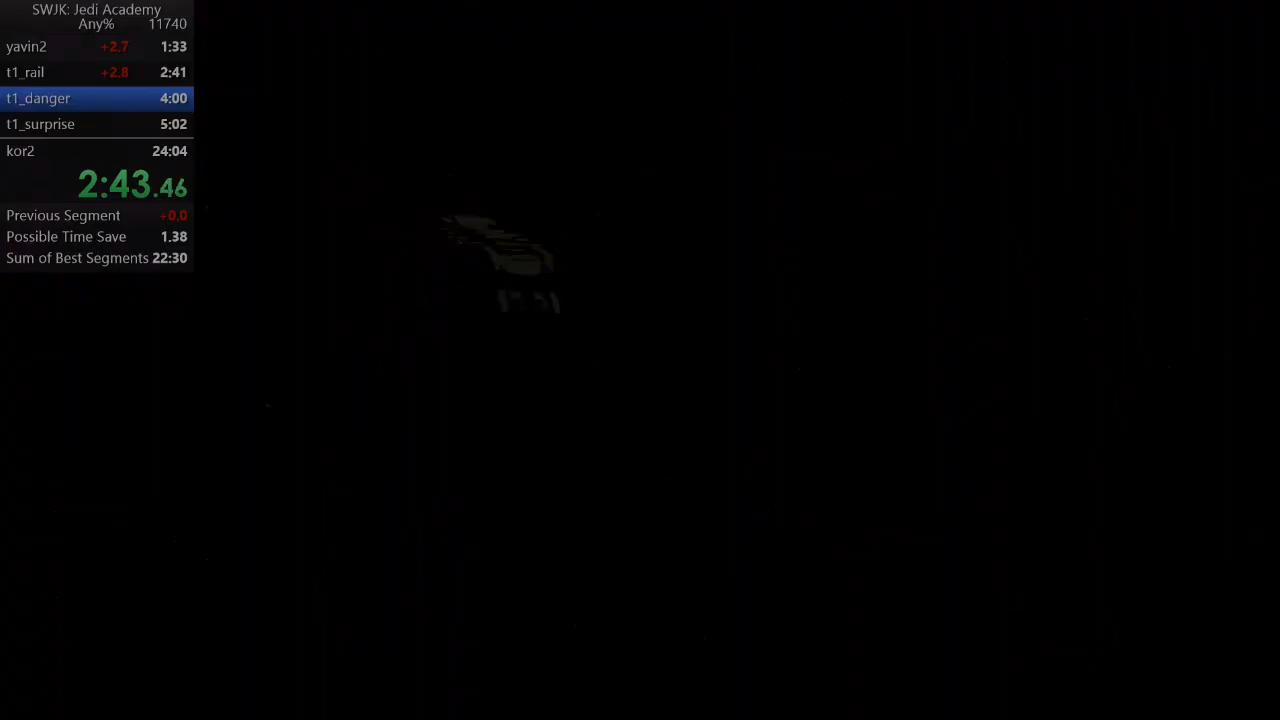 SWJK: Jedi Academy
Any% 11740
yavin2 +2.7 1:33
t1_rail +2.8 2:41
t1_danger 4:00
t1_surprise 5:02
kor2 24:04
2:43.46
Previous Segment +0.0
Possible Time Save 1.38
Sum of Best Segments 22:30